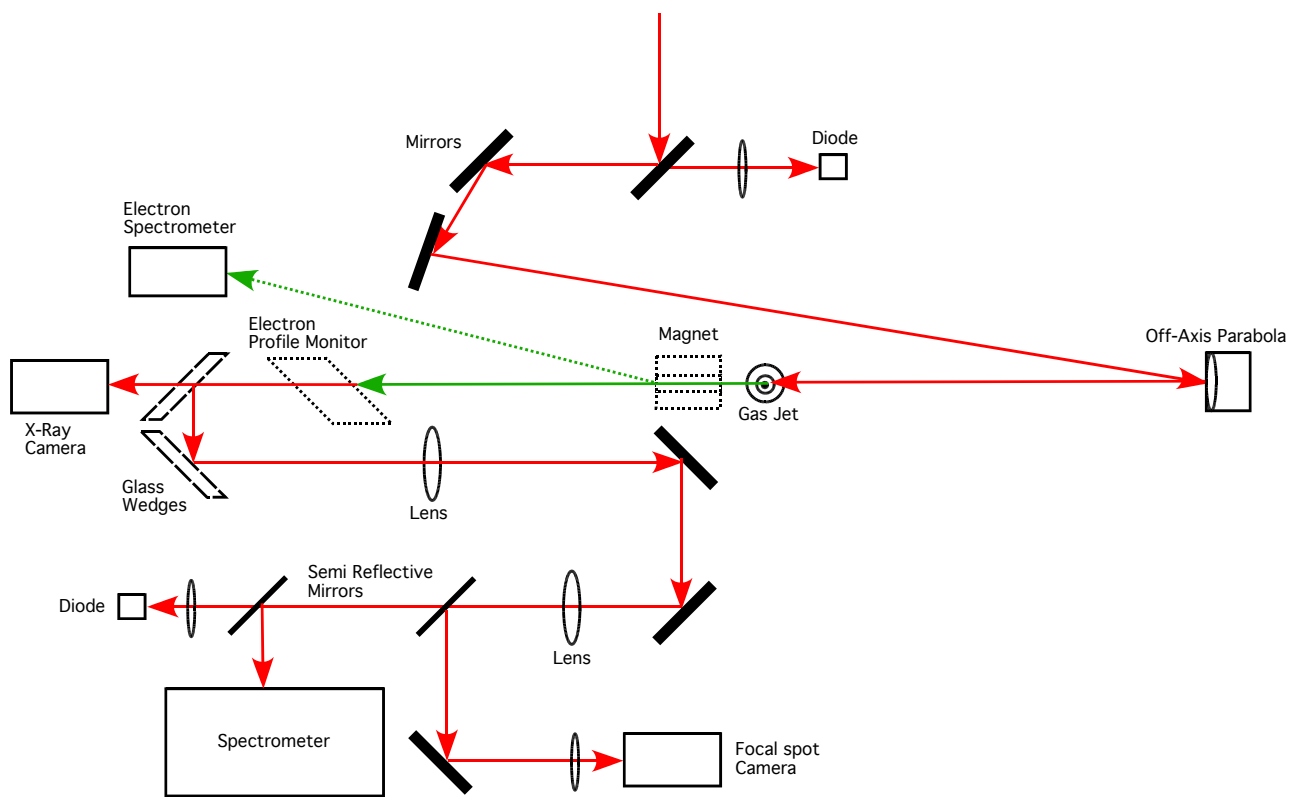 Mirrors
Diode
Electron
Spectrometer
Electron
Profile Monitor
Magnet
Off-Axis Parabola
Gas Jet
X-Ray
Camera
Glass
Wedges
Lens
Semi Reflective
Mirrors
Diode
Lens
Spectrometer
Focal spot
Camera